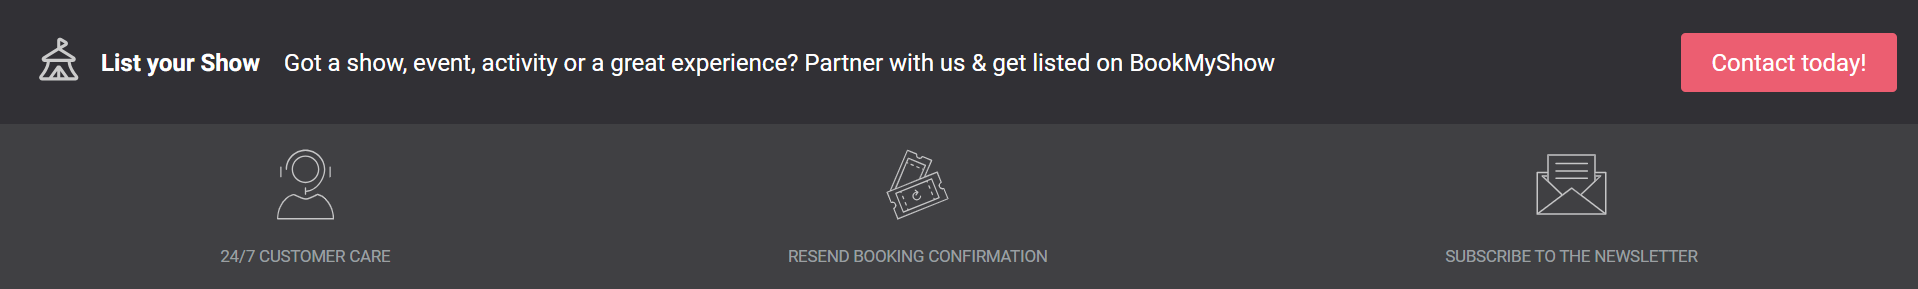 List your Show Got a show, event, activity or a great experience? Partner with us & get listed on BookMyShow Contact today!
24/7 CUSTOMER CARE RESEND BOOKING CONFIRMATION SUBSCRIBE TO THE NEWSLETTER